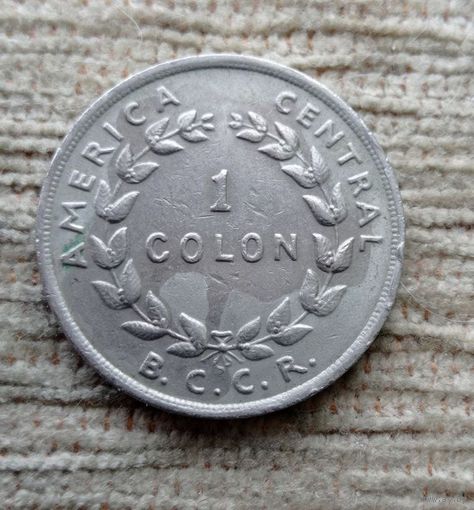 AMERICA CENTRAL
1
COLON
B. C. C. R.